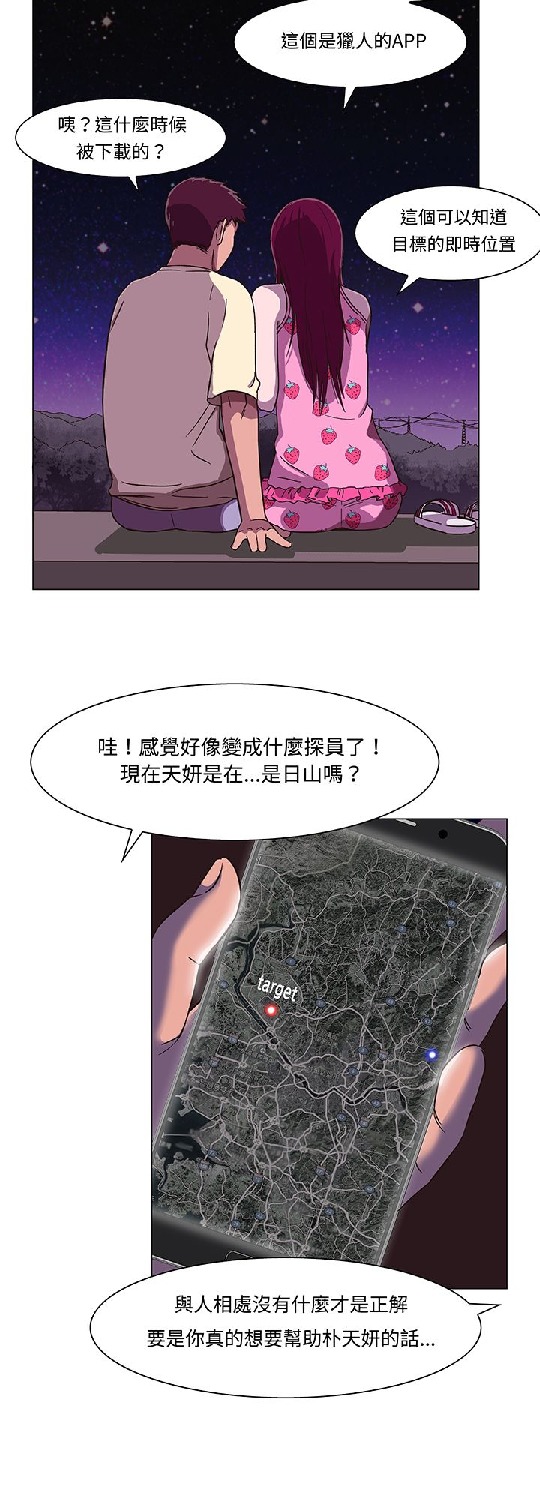 這個是獵人的APP
咦？這什麼時候
被下載的？
這個可以知道
目標的即時位置
哇！感覺好像變成什麼探員了！
現在天妍是在...是日山嗎？
target
與人相處沒有什麼才是正解
要是你真的想要幫助朴天妍的話...